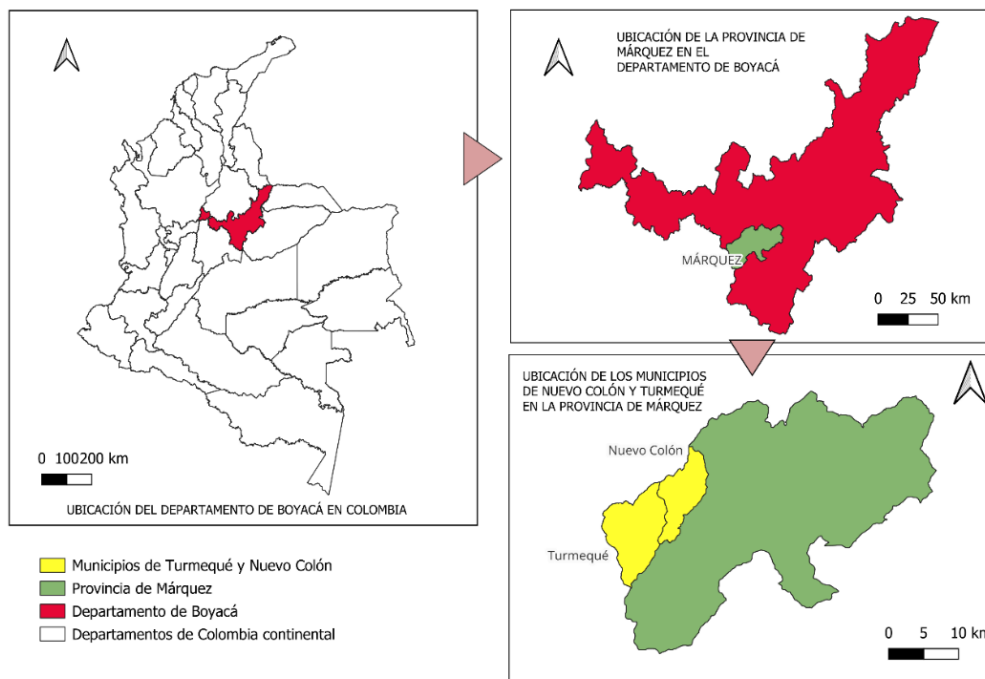 0 100200 km
UBICACIÓN DEL DEPARTAMENTO DE BOYACÁ EN COLOMBIA
UBICACIÓN DE LA PROVINCIA DE
MÁRQUEZ EN EL
DEPARTAMENTO DE BOYACÁ
MÁRQUEZ
0 25 50 km
UBICACIÓN DE LOS MUNICIPIOS
DE NUEVO COLÓN Y TURMEQUÉ
EN LA PROVINCIA DE MÁRQUEZ
Nuevo Colón
Turmequé
0 5 10 km
Municipios de Turmequé y Nuevo Colón
Provincia de Márquez
Departamento de Boyacá
Departamentos de Colombia continental